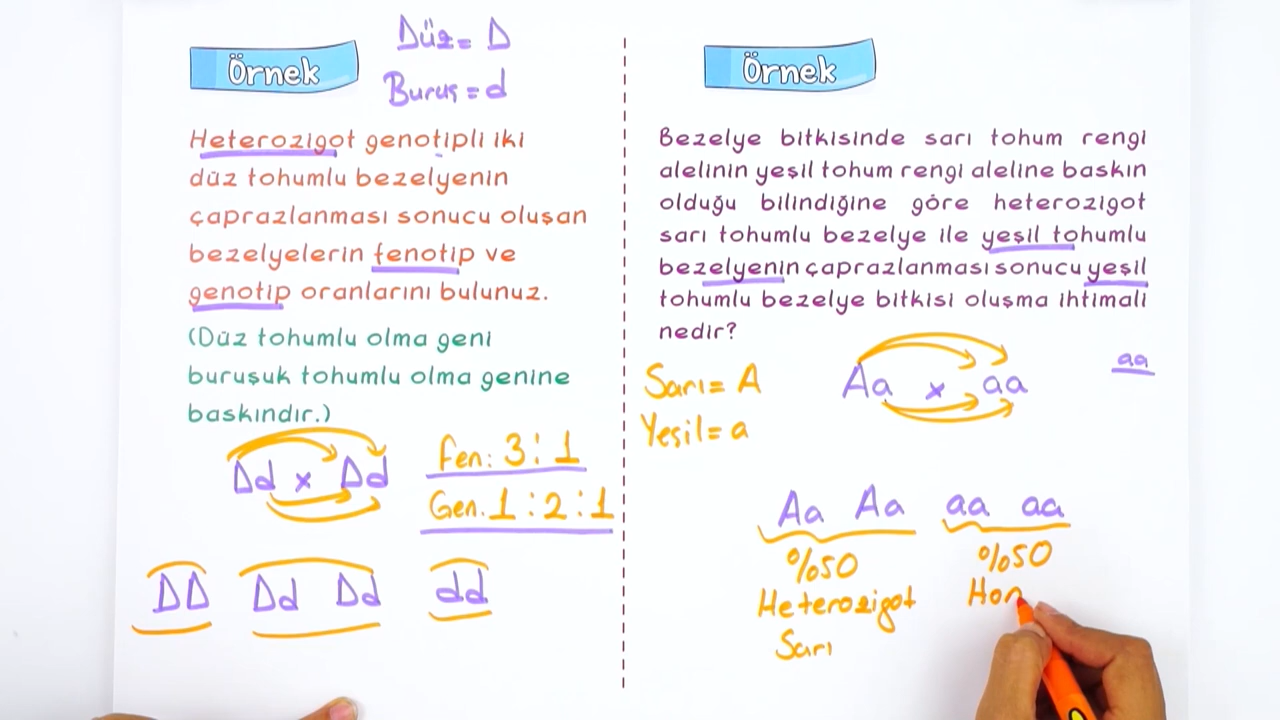 Örnek
Düz = D
Buruş = d
Heterozigot genotipli iki
düz tohumlu bezelyenin
çaprazlanması sonucu oluşan
bezelyelerin fenotip ve
genotip oranlarını bulunuz.
(Düz tohumlu olma geni
buruşuk tohumlu olma genine
baskındır.)
Dd x Dd
Fen: 3:1
Gen. 1:2:1
DD Dd Dd dd
Örnek
Bezelye bitkisinde sarı tohum rengi
alelinin yeşil tohum rengi aleline baskın
olduğu bilindiğine göre heterozigot
sarı tohumlu bezelye ile yeşil tohumlu
bezelyenin çaprazlanması sonucu yeşil
tohumlu bezelye bitkisi oluşma ihtimali
nedir?
Sarı = A
Yeşil = a
Aa x aa
aa
Aa Aa aa aa
%50 %50
Heterozigot Hom
Sarı